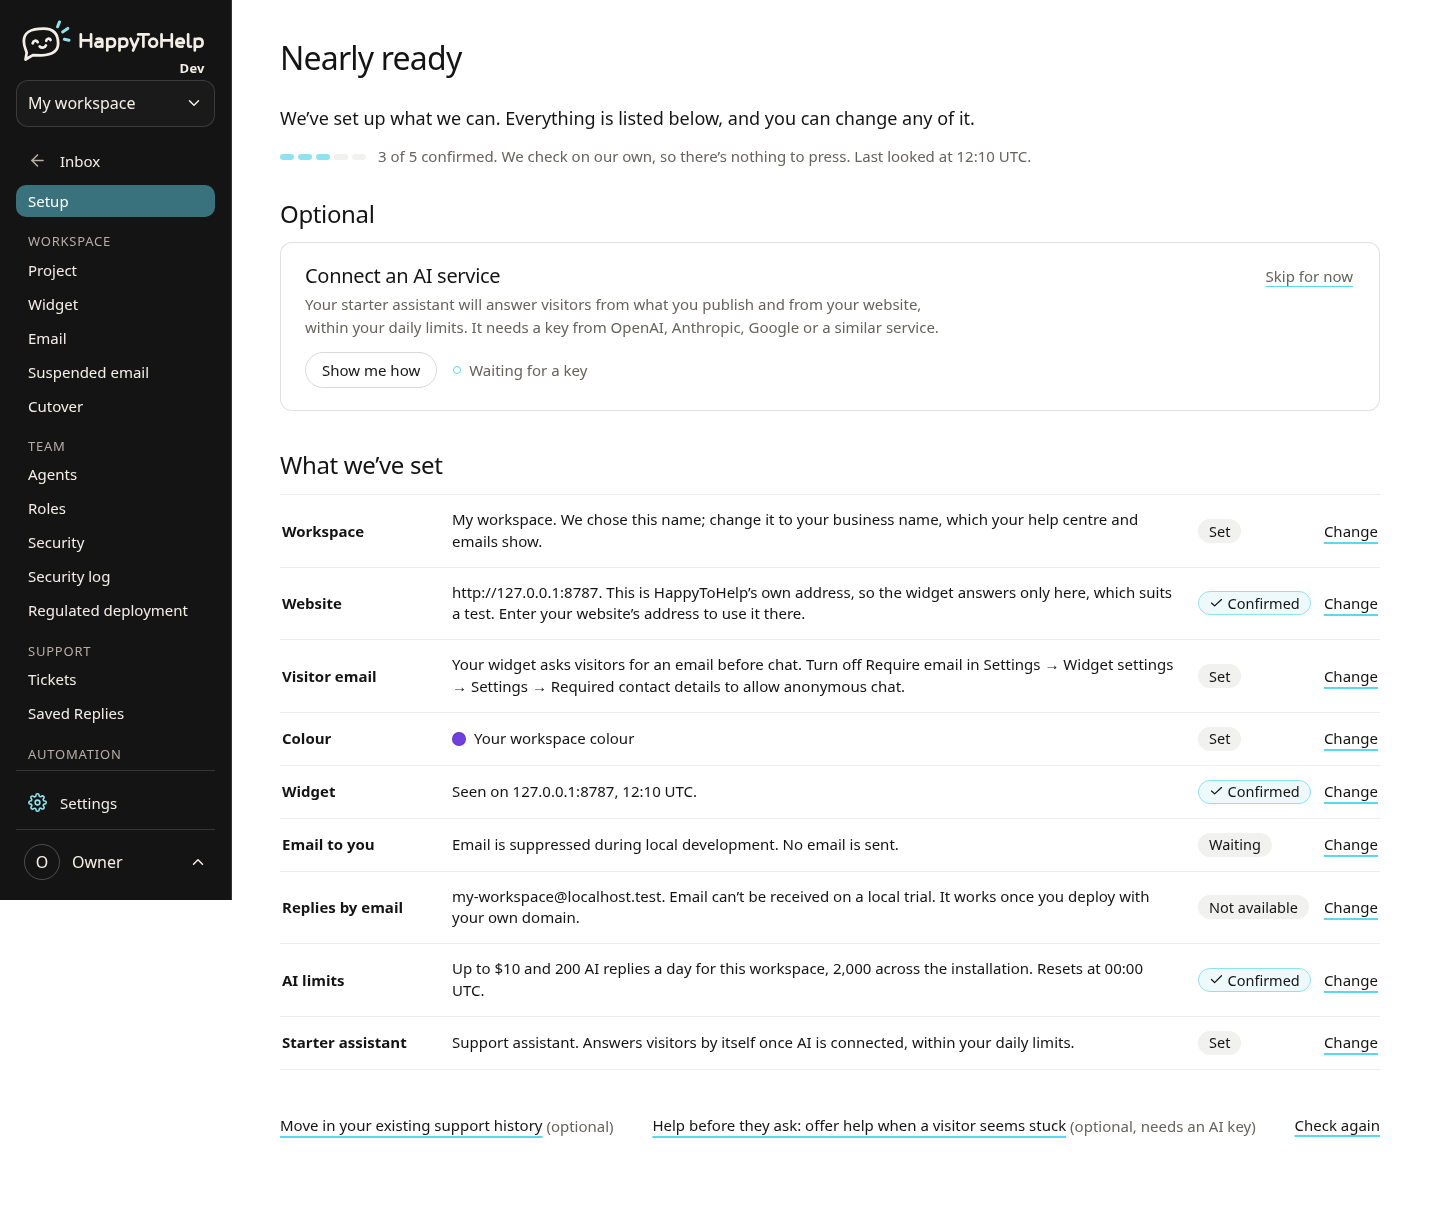 HappyToHelp
Dev
My workspace
Inbox
Setup
WORKSPACE
Project
Widget
Email
Suspended email
Cutover
TEAM
Agents
Roles
Security
Security log
Regulated deployment
SUPPORT
Tickets
Saved Replies
AUTOMATION
Settings
O Owner
Nearly ready
We’ve set up what we can. Everything is listed below, and you can change any of it.
3 of 5 confirmed. We check on our own, so there’s nothing to press. Last looked at 12:10 UTC.
Optional
Connect an AI service
Skip for now
Your starter assistant will answer visitors from what you publish and from your website,
within your daily limits. It needs a key from OpenAI, Anthropic, Google or a similar service.
Show me how
Waiting for a key
What we’ve set
Workspace
My workspace. We chose this name; change it to your business name, which your help centre and
emails show.
Set
Change
Website
http://127.0.0.1:8787. This is HappyToHelp’s own address, so the widget answers only here, which suits
a test. Enter your website’s address to use it there.
✓ Confirmed
Change
Visitor email
Your widget asks visitors for an email before chat. Turn off Require email in Settings → Widget settings
→ Settings → Required contact details to allow anonymous chat.
Set
Change
Colour
Your workspace colour
Set
Change
Widget
Seen on 127.0.0.1:8787, 12:10 UTC.
✓ Confirmed
Change
Email to you
Email is suppressed during local development. No email is sent.
Waiting
Change
Replies by email
my-workspace@localhost.test. Email can’t be received on a local trial. It works once you deploy with
your own domain.
Not available
Change
AI limits
Up to $10 and 200 AI replies a day for this workspace, 2,000 across the installation. Resets at 00:00
UTC.
✓ Confirmed
Change
Starter assistant
Support assistant. Answers visitors by itself once AI is connected, within your daily limits.
Set
Change
Move in your existing support history (optional)
Help before they ask: offer help when a visitor seems stuck (optional, needs an AI key)
Check again